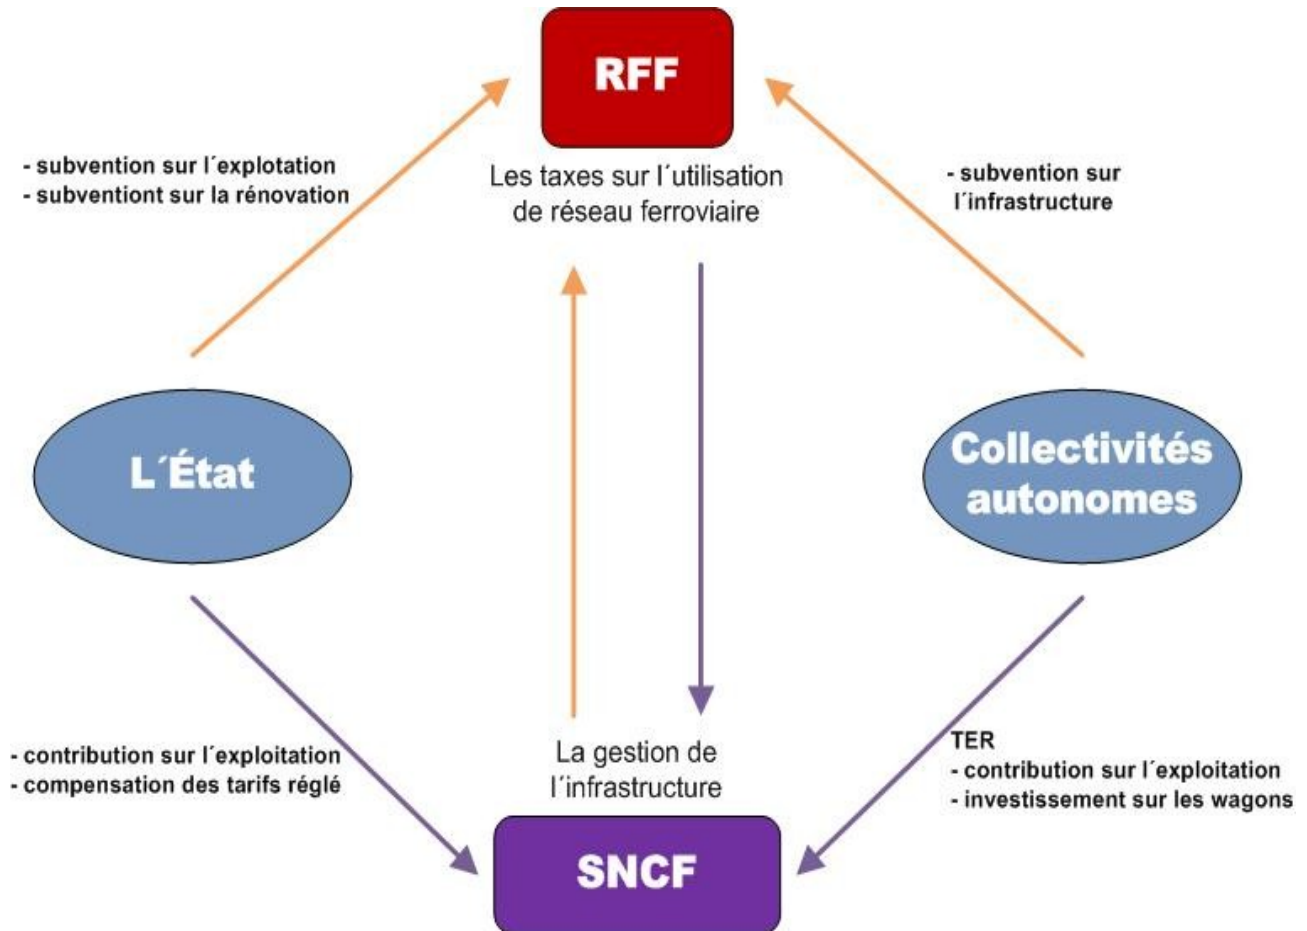 RFF
- subvention sur l´explotation
- subventiont sur la rénovation
Les taxes sur l´utilisation
de réseau ferroviaire
- subvention sur
l´infrastructure
L´État
Collectivités
autonomes
- contribution sur l´exploitation
- compensation des tarifs réglé
La gestion de
l´infrastructure
TER
- contribution sur l´exploitation
- investissement sur les wagons
SNCF